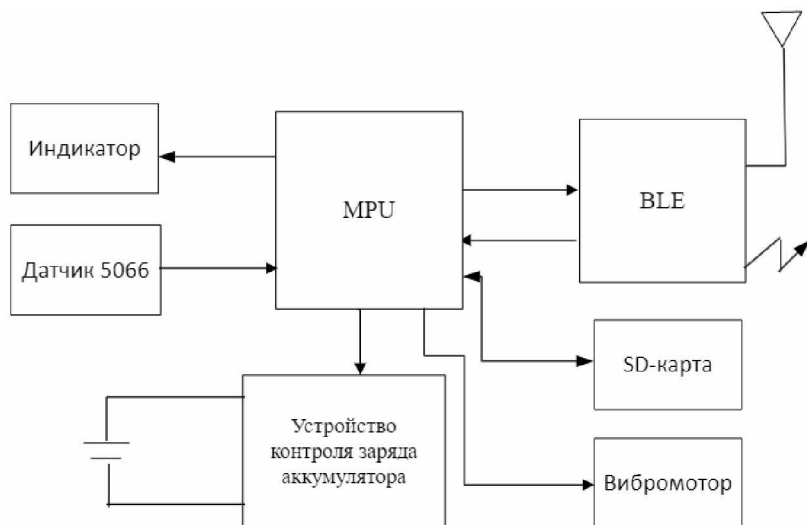 Индикатор
MPU
BLE
Датчик 5066
SD-карта
Устройство
контроля заряда
аккумулятора
Вибромотор